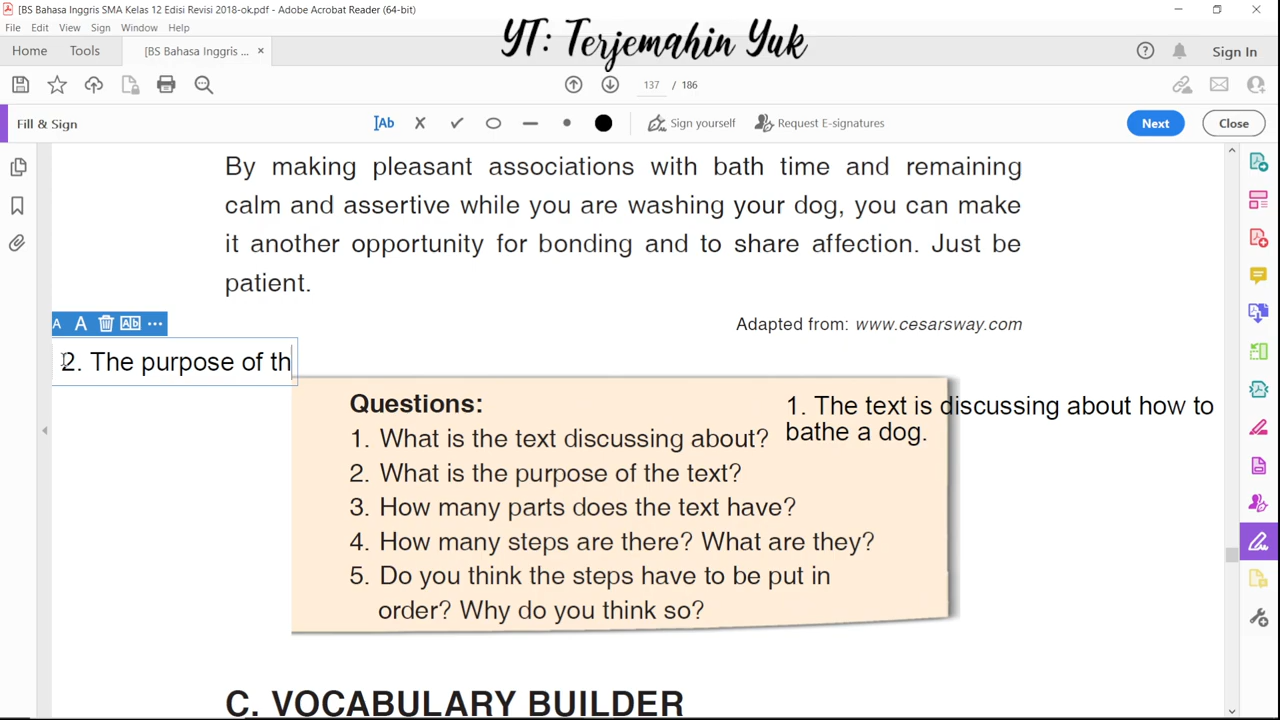 [BS Bahasa Inggris SMA Kelas 12 Edisi Revisi 2018-ok.pdf - Adobe Acrobat Reader (64-bit)
File Edit View Sign Window Help
YT: Terjemahin Yuk
Home Tools [BS Bahasa Inggris ... × Sign In
137 / 186
Fill & Sign Ab Sign yourself Request E-signatures Next Close
By making pleasant associations with bath time and remaining
calm and assertive while you are washing your dog, you can make
it another opportunity for bonding and to share affection. Just be
patient.
Adapted from: www.cesarsway.com
A A Ab ...
2. The purpose of th
Questions:
1. What is the text discussing about?
2. What is the purpose of the text?
3. How many parts does the text have?
4. How many steps are there? What are they?
5. Do you think the steps have to be put in
order? Why do you think so?
1. The text is discussing about how to
bathe a dog.
C. VOCABULARY BUILDER